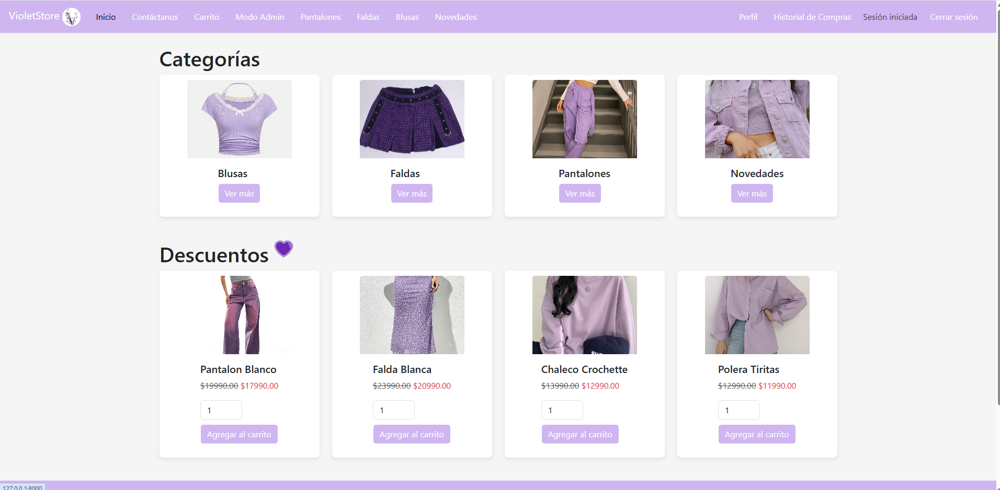 VioletStore Inicio Contáctanos Carrito Modo Admin Pantalones Faldas Blusas Novedades Perfil Historial de Compras Sesión iniciada Cerrar sesión
Categorías
Blusas Faldas Pantalones Novedades
Ver más Ver más Ver más Ver más
Descuentos
Pantalon Blanco Falda Blanca Chaleco Crochette Polera Tiritas
$19990.00 $17990.00 $23990.00 $20990.00 $13990.00 $12990.00 $12990.00 $11990.00
1 1 1 1
Agregar al carrito Agregar al carrito Agregar al carrito Agregar al carrito
127.0.0.1:8000